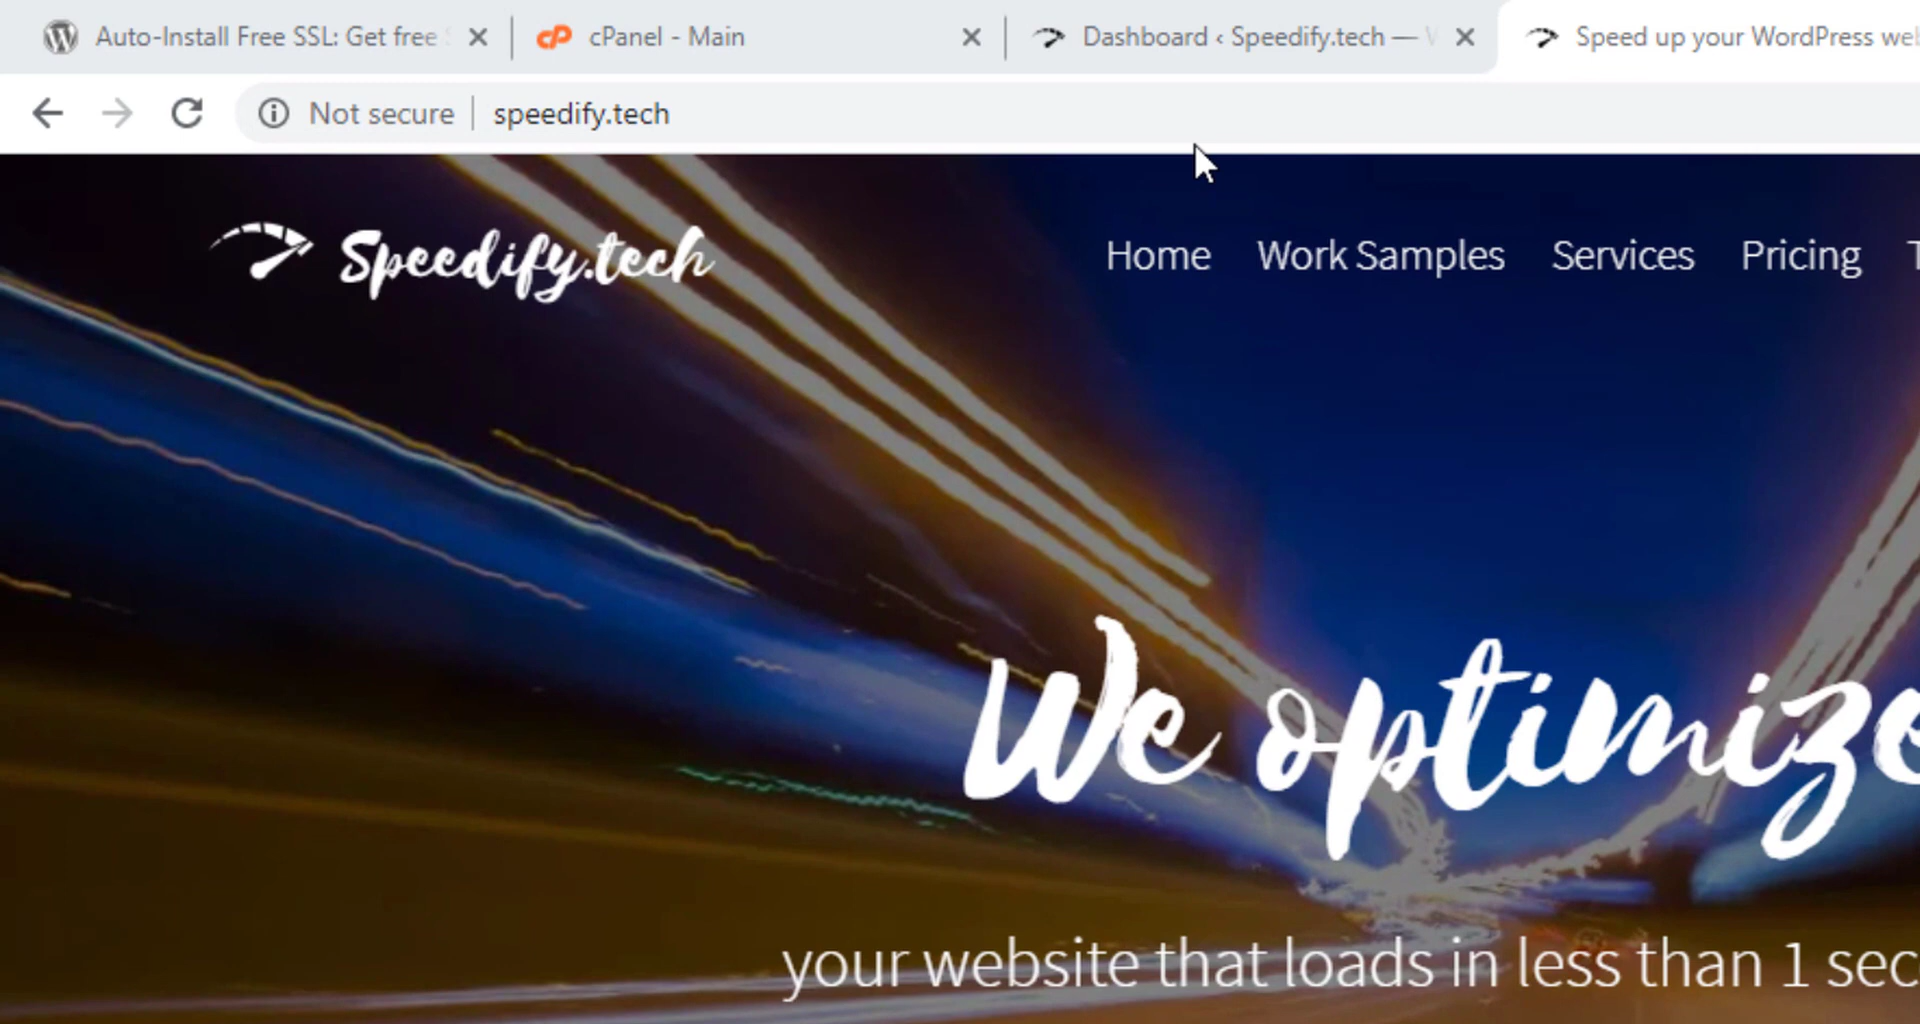 Auto-Install Free SSL: Get free
cPanel - Main
Dashboard ‹ Speedify.tech —
Speed up your WordPress
Not secure
speedify.tech
Speedify.tech
Home Work Samples Services Pricing
We optimize
your website that loads in less than 1 sec